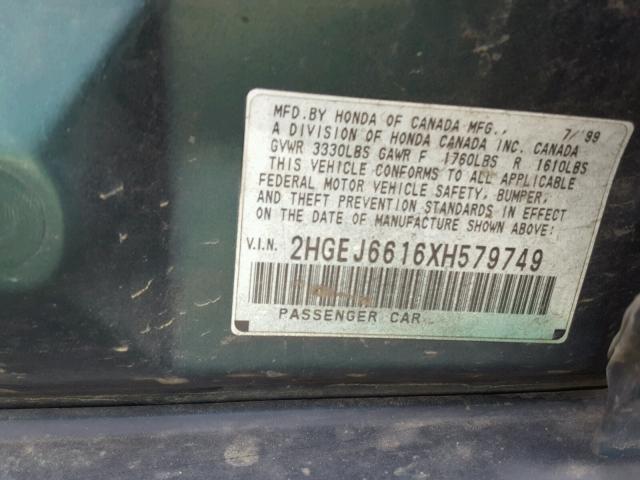 MFD.BY HONDA OF CANADA MFG., 7/'99
A DIVISION OF HONDA CANADA INC. CANADA
GVWR 3330LBS GAWR F 1760LBS R 1610LBS
THIS VEHICLE CONFORMS TO ALL APPLICABLE
FEDERAL MOTOR VEHICLE SAFETY, BUMPER,
AND THEFT PREVENTION STANDARDS IN EFFECT
ON THE DATE OF MANUFACTURE SHOWN ABOVE:
V.I.N. 2HGEJ6616XH579749
PASSENGER CAR